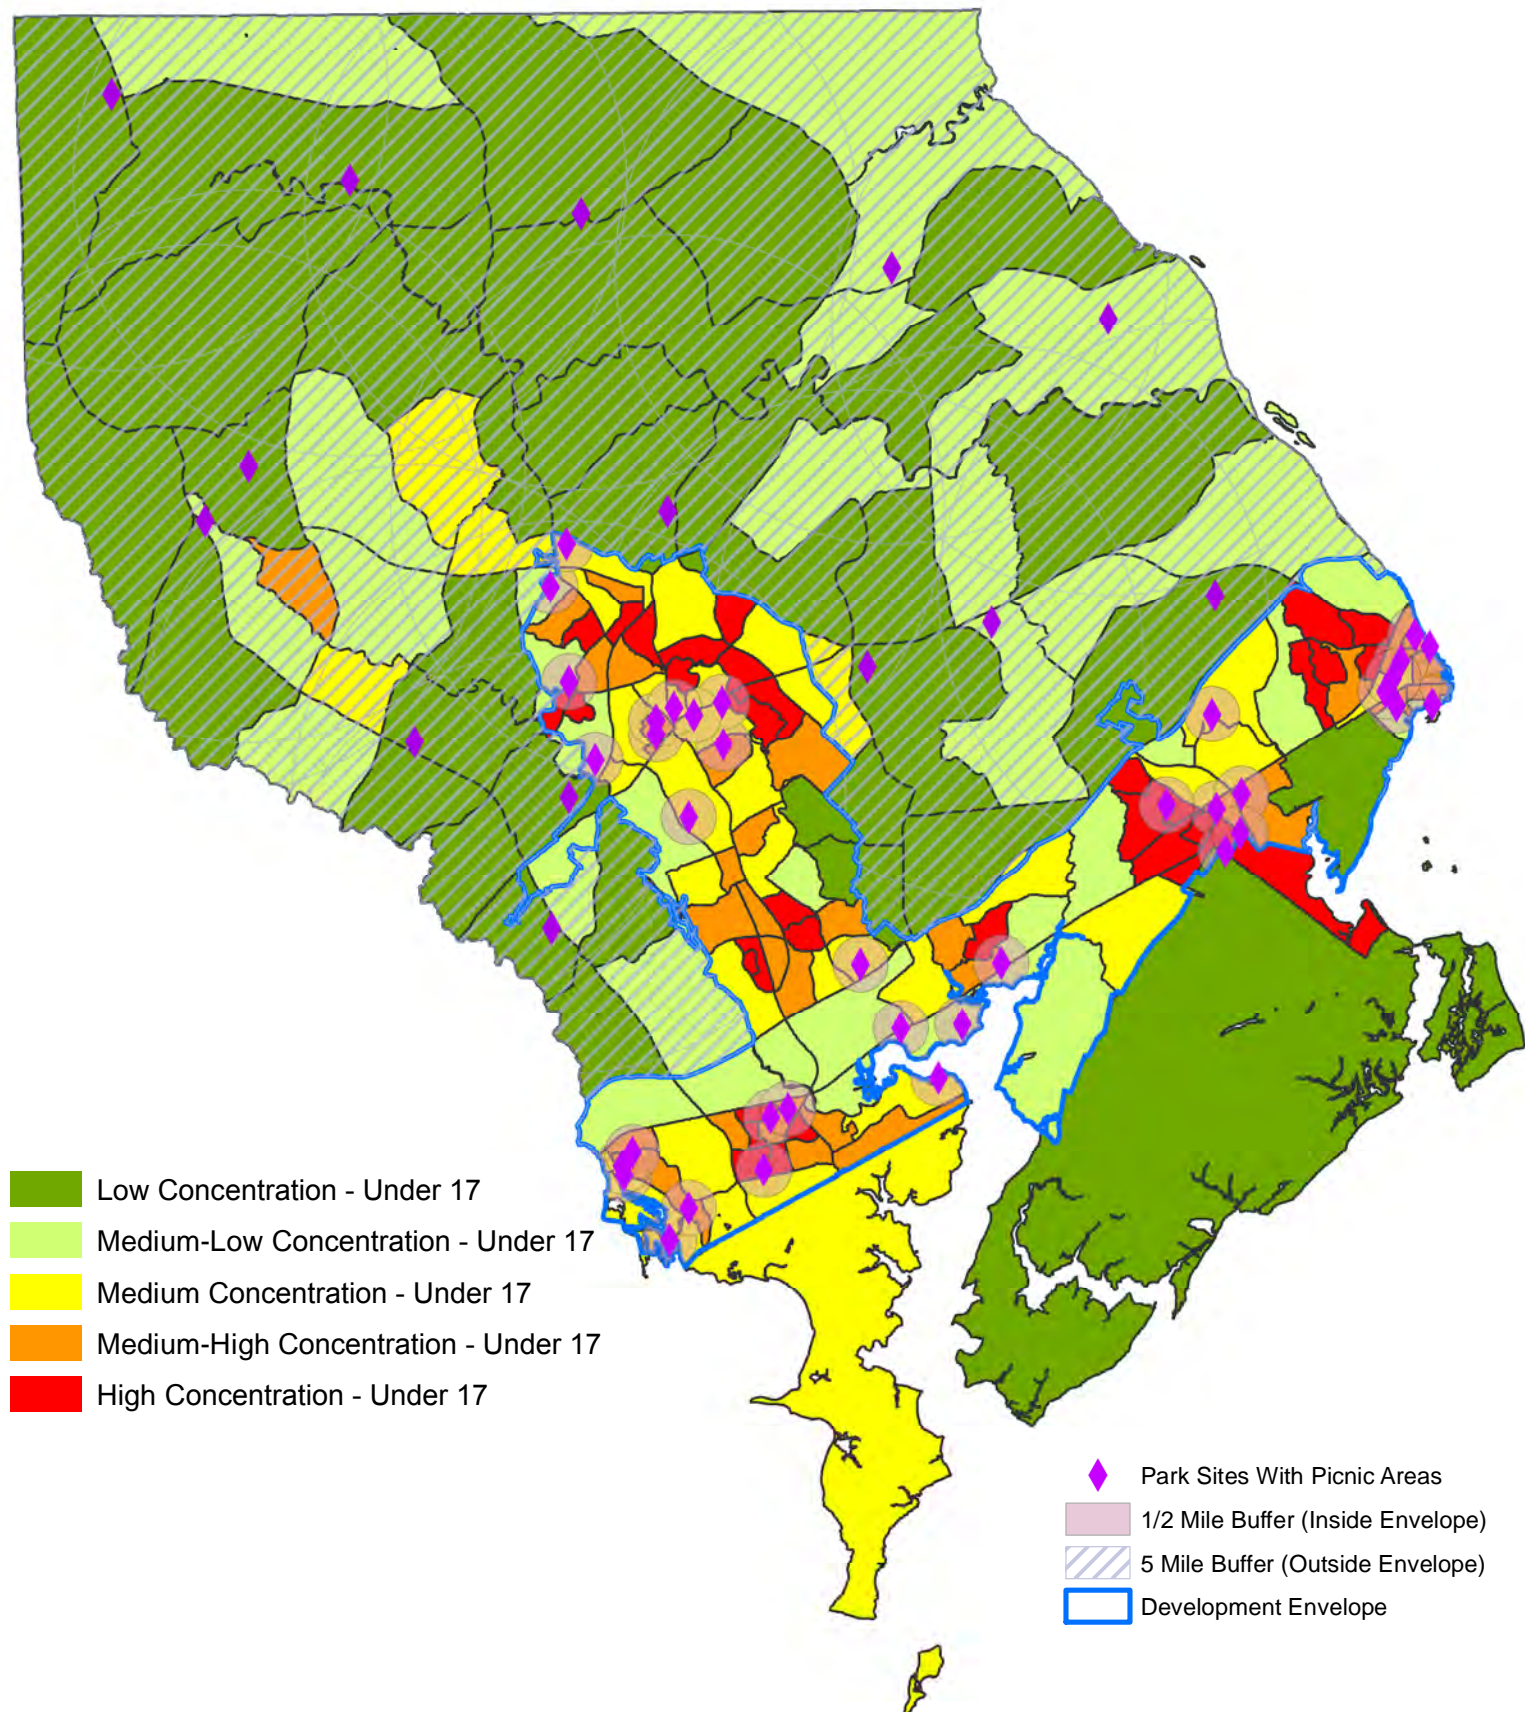 Low Concentration - Under 17
Medium-Low Concentration - Under 17
Medium Concentration - Under 17
Medium-High Concentration - Under 17
High Concentration - Under 17
Park Sites With Picnic Areas
1/2 Mile Buffer (Inside Envelope)
5 Mile Buffer (Outside Envelope)
Development Envelope